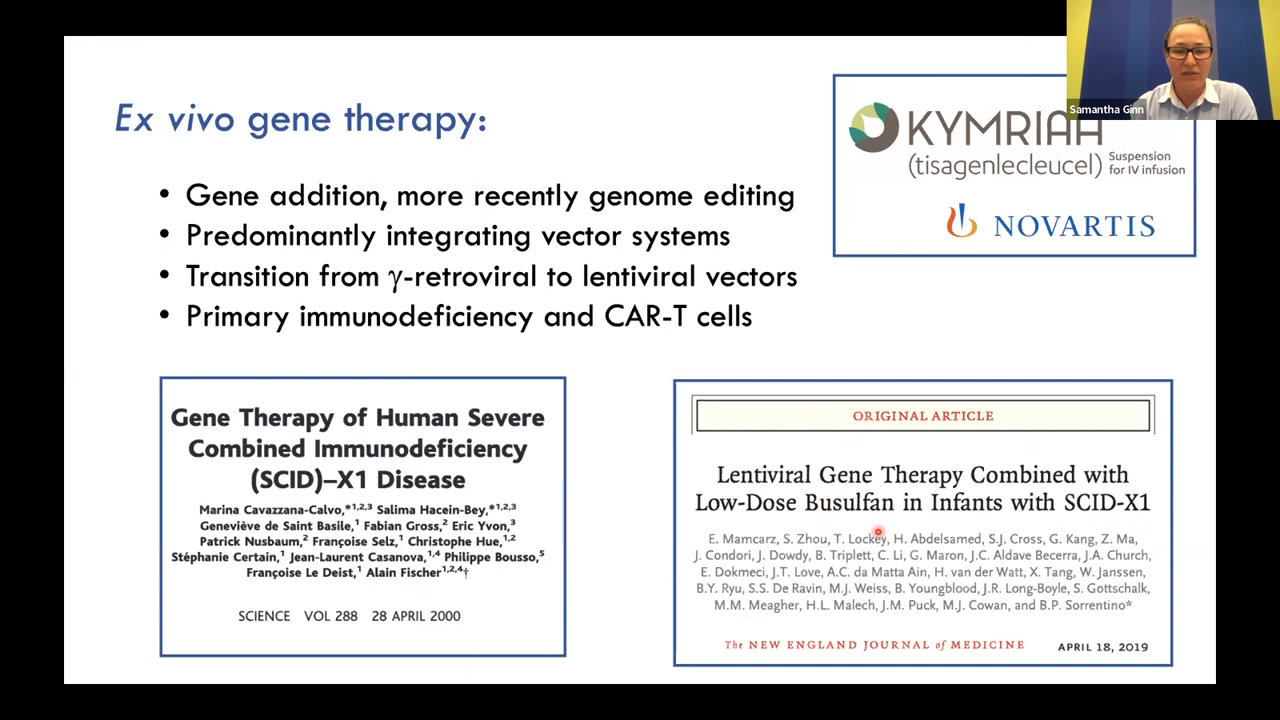 Ex vivo gene therapy:
• Gene addition, more recently genome editing
• Predominantly integrating vector systems
• Transition from γ-retroviral to lentiviral vectors
• Primary immunodeficiency and CAR-T cells
Samantha Ginn
KYMRIAH
(tisagenlecleucel) Suspension
for IV infusion
NOVARTIS
Gene Therapy of Human Severe
Combined Immunodeficiency
(SCID)–X1 Disease
Marina Cavazzana-Calvo,*1,2,3 Salima Hacein-Bey,*1,2,3
Geneviève de Saint Basile,1 Fabian Gross,2 Eric Yvon,3
Patrick Nusbaum,2 Françoise Selz,1 Christophe Hue,1,2
Stéphanie Certain,1 Jean-Laurent Casanova,1,4 Philippe Bousso,5
Françoise Le Deist,1 Alain Fischer1,2,4†
SCIENCE VOL 288 28 APRIL 2000
ORIGINAL ARTICLE
Lentiviral Gene Therapy Combined with
Low-Dose Busulfan in Infants with SCID-X1
E. Mamcarz, S. Zhou, T. Lockey, H. Abdelsamed, S.J. Cross, G. Kang, Z. Ma,
J. Condori, J. Dowdy, B. Triplett, C. Li, G. Maron, J.C. Aldave Becerra, J.A. Church,
E. Dokmeci, J.T. Love, A.C. da Matta Ain, H. van der Watt, X. Tang, W. Janssen,
B.Y. Ryu, S.S. De Ravin, M.J. Weiss, B. Youngblood, J.R. Long-Boyle, S. Gottschalk,
M.M. Meagher, H.L. Malech, J.M. Puck, M.J. Cowan, and B.P. Sorrentino*
The NEW ENGLAND JOURNAL of MEDICINE APRIL 18, 2019